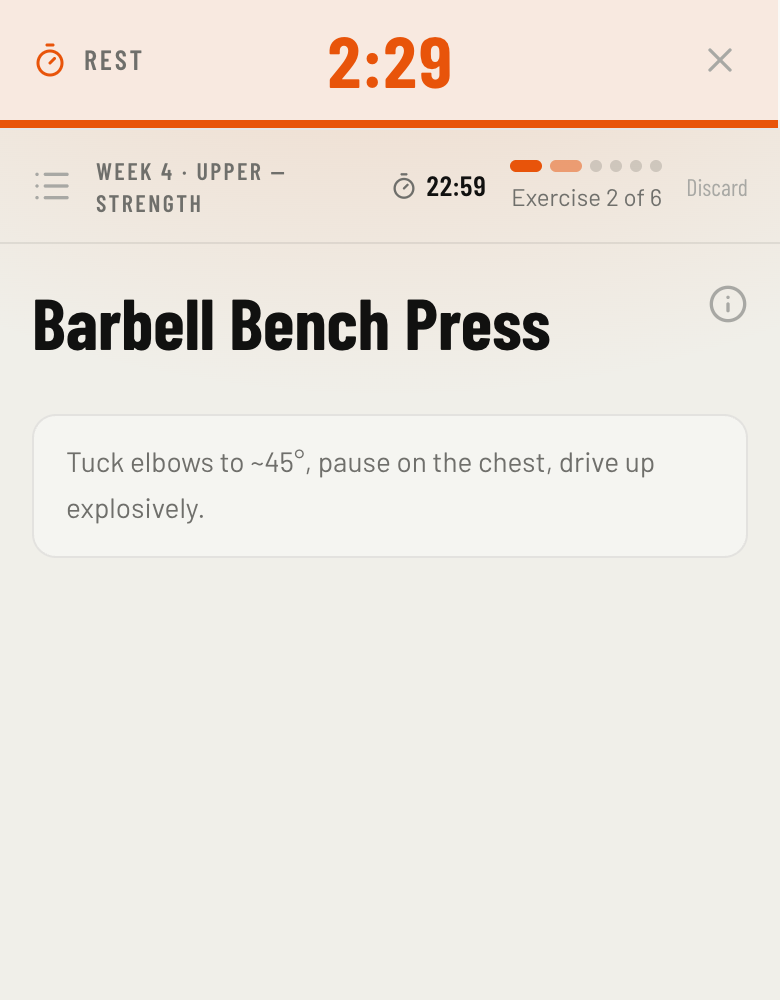 REST
2:29
WEEK 4 · UPPER –
STRENGTH
22:59
Exercise 2 of 6
Discard
Barbell Bench Press
Tuck elbows to ~45°, pause on the chest, drive up
explosively.